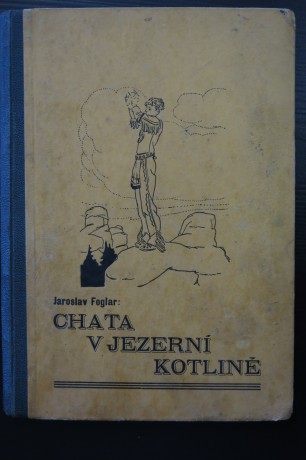 Jaroslav Foglar:
CHATA
V JEZERNÍ
KOTLINĚ